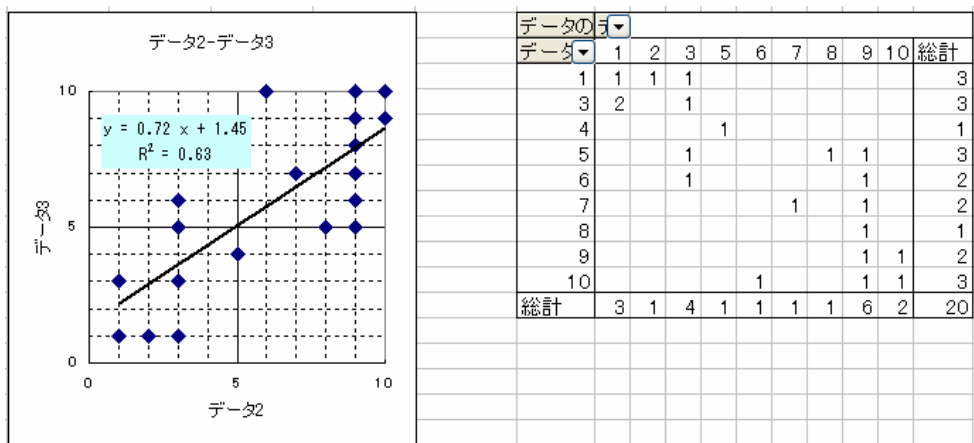 データ2-データ3
10
y = 0.72 x + 1.45
R² = 0.63
データ3
5
0
0 5 10
データ2
データの デ
データ 1 2 3 5 6 7 8 9 10 総計
1 1 1 1 3
3 2 1 3
4 1 1
5 1 1 1 3
6 1 1 2
7 1 1 2
8 1 1
9 1 1 2
10 1 1 1 3
総計 3 1 4 1 1 1 1 6 2 20